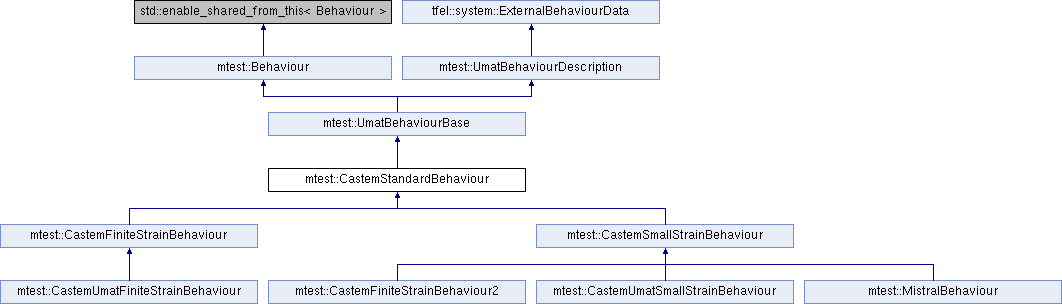 std::enable_shared_from_this< Behaviour >
tfel::system::ExternalBehaviourData
mtest::Behaviour
mtest::UmatBehaviourDescription
mtest::UmatBehaviourBase
mtest::CastemStandardBehaviour
mtest::CastemFiniteStrainBehaviour
mtest::CastemSmallStrainBehaviour
mtest::CastemUmatFiniteStrainBehaviour
mtest::CastemFiniteStrainBehaviour2
mtest::CastemUmatSmallStrainBehaviour
mtest::MistralBehaviour